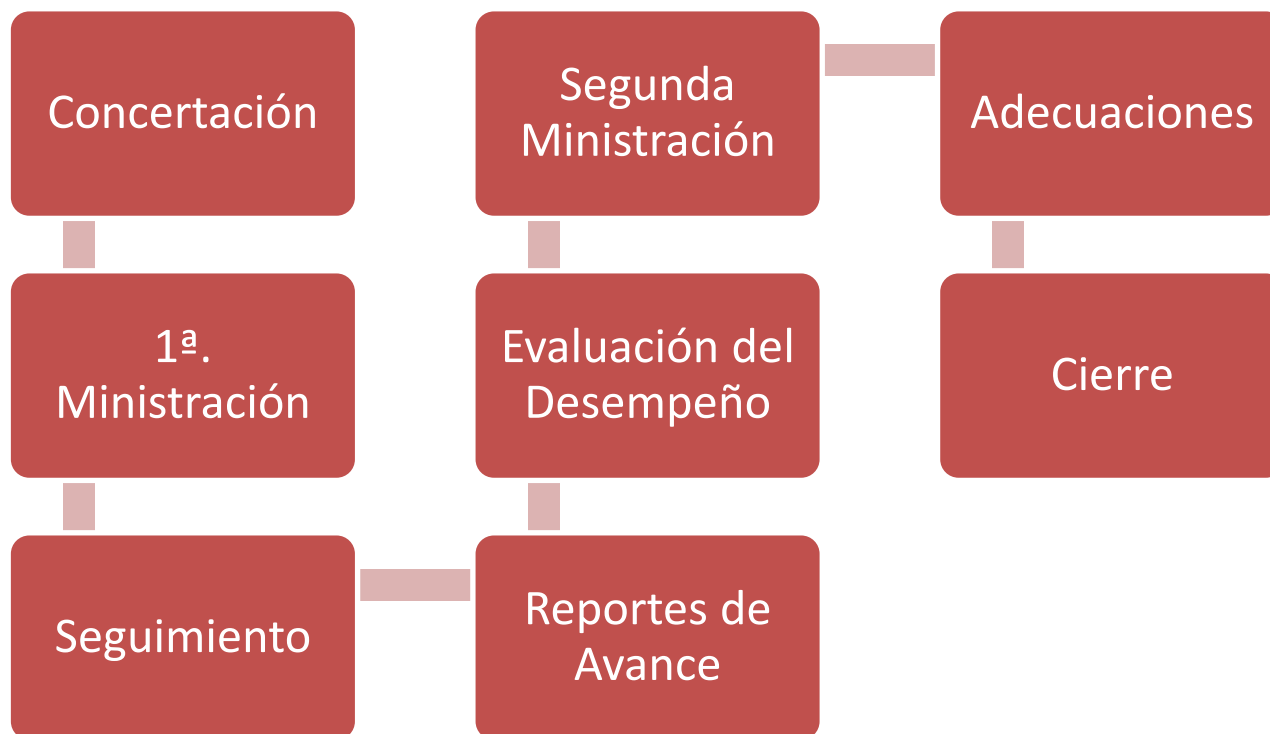 Concertación
1ª.
Ministración
Seguimiento
Reportes de
Avance
Evaluación del
Desempeño
Segunda
Ministración
Adecuaciones
Cierre